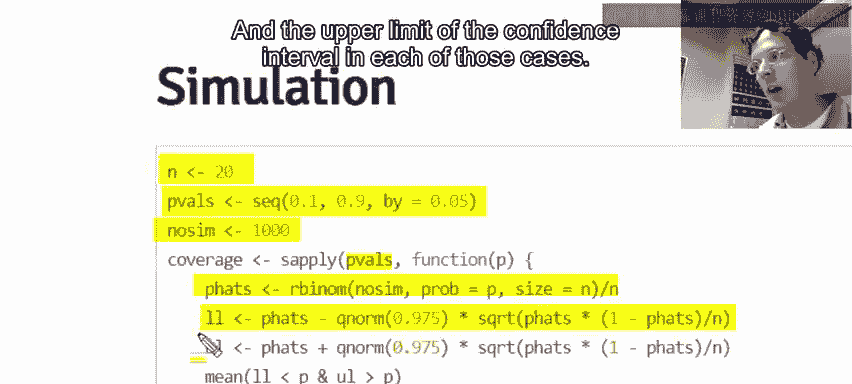 And the upper limit of the confidence
interval in each of those cases.
Simulation
n <- 20
pvals <- seq(0.1, 0.9, by = 0.05)
nosim <- 1000
coverage <- sapply(pvals, function(p) {
phats <- rbinom(nosim, prob = p, size = n)/n
ll <- phats - qnorm(0.975) * sqrt(phats * (1 - phats)/n)
<- phats + qnorm(0.975) * sqrt(phats * (1 - phats)/n)
mean(ll < p & ul > p)